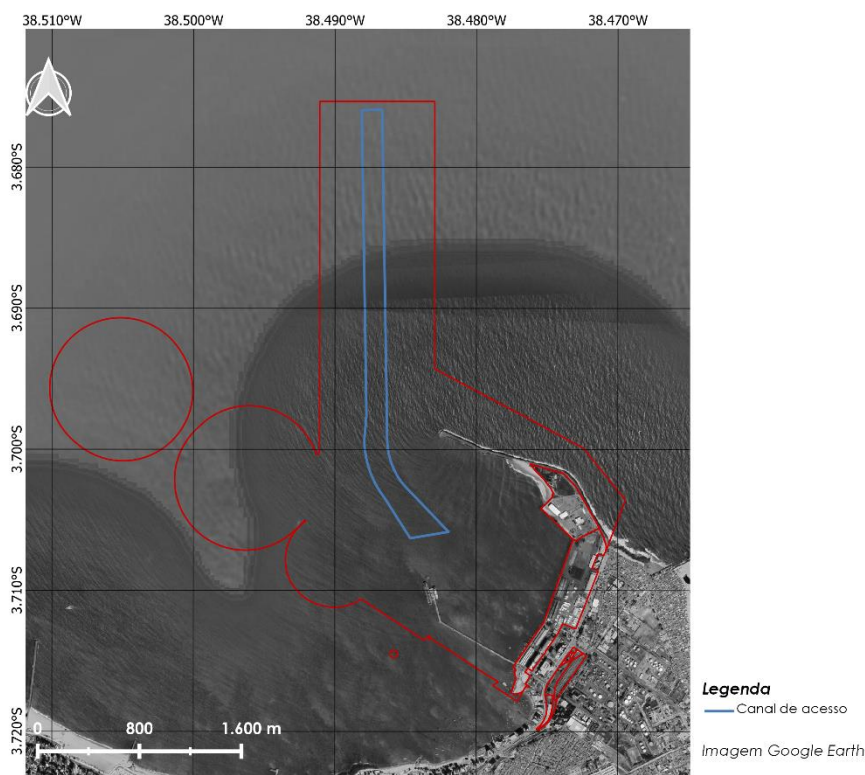 38.510°W 38.500°W 38.490°W 38.480°W 38.470°W
3.680°S
3.690°S
3.700°S
3.710°S
3.720°S
0 800 1.600 m
Legenda
Canal de acesso
Imagem Google Earth